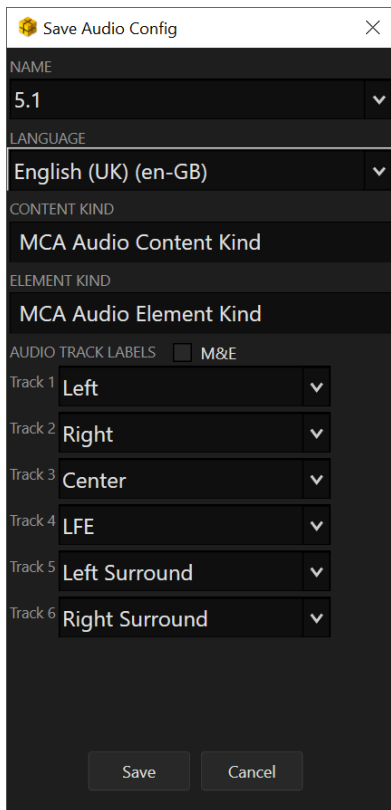 Save Audio Config
NAME
5.1
LANGUAGE
English (UK) (en-GB)
CONTENT KIND
MCA Audio Content Kind
ELEMENT KIND
MCA Audio Element Kind
AUDIO TRACK LABELS M&E
Track 1 Left
Track 2 Right
Track 3 Center
Track 4 LFE
Track 5 Left Surround
Track 6 Right Surround
Save Cancel